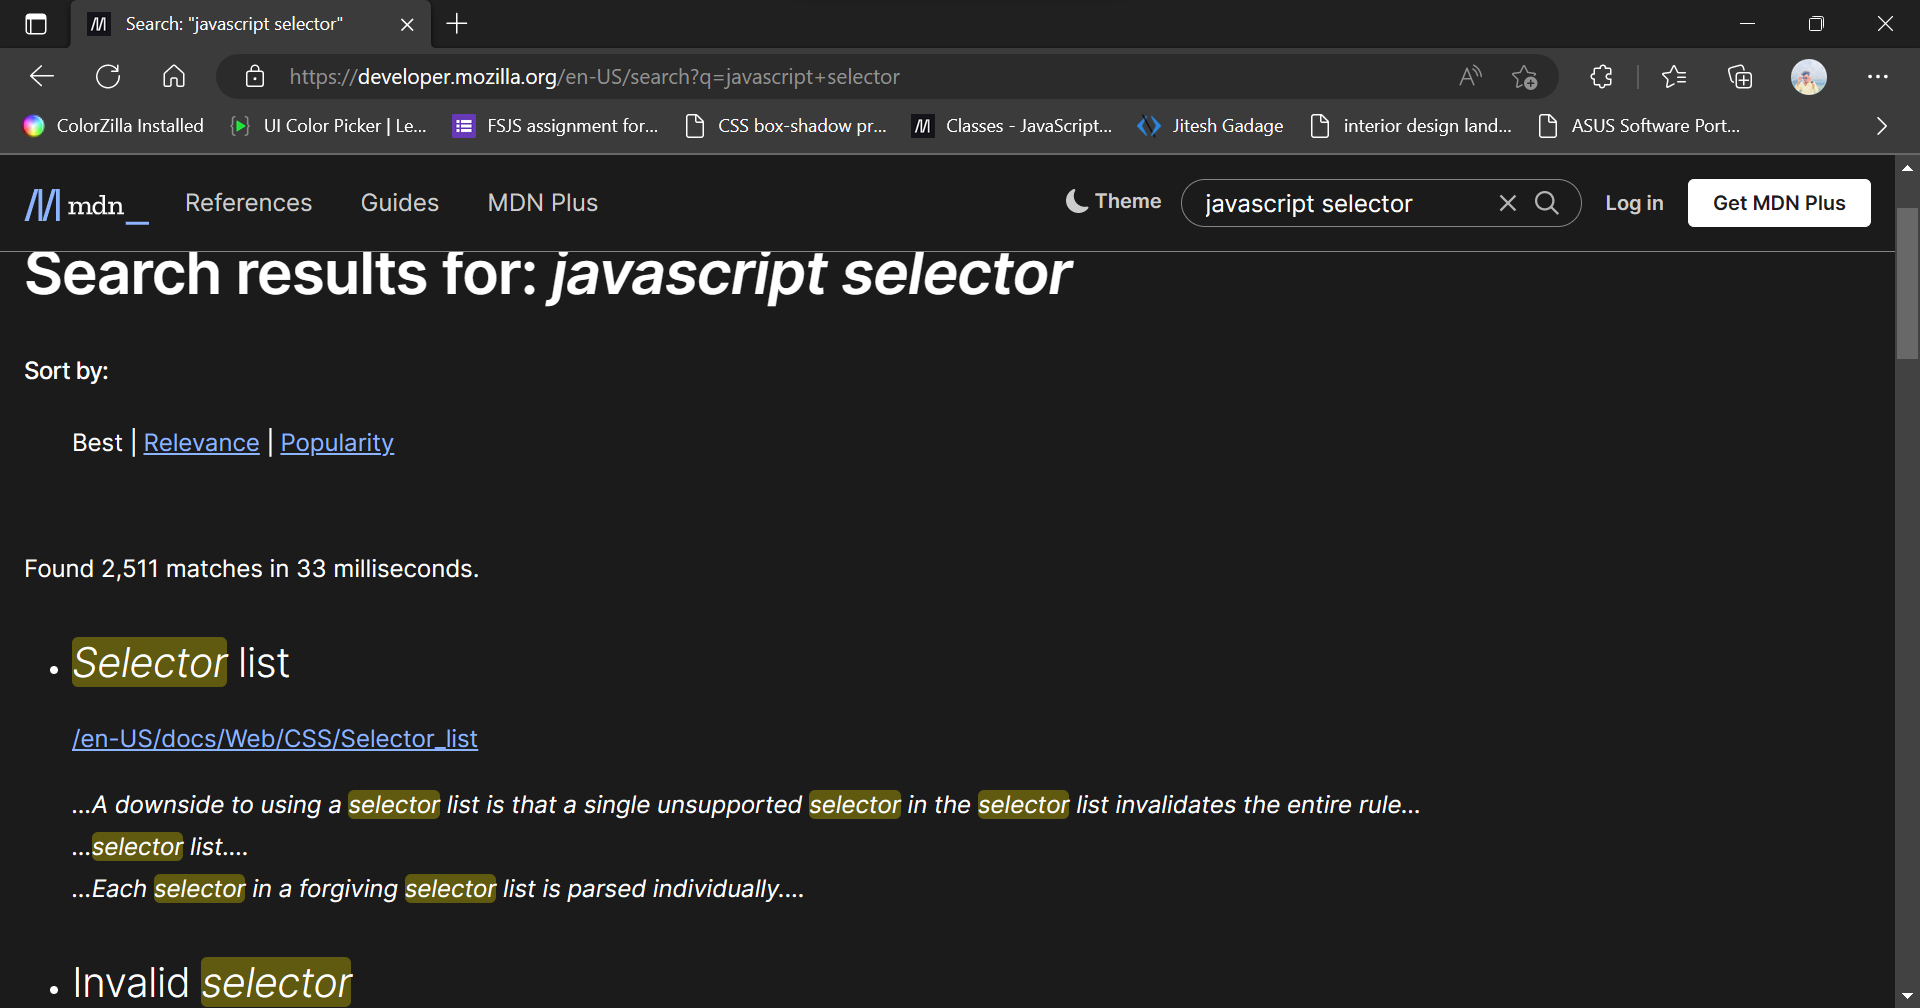 Search: "javascript selector"
https://developer.mozilla.org/en-US/search?q=javascript+selector
ColorZilla Installed
UI Color Picker | Le...
FSJS assignment for...
CSS box-shadow pr...
Classes - JavaScript...
Jitesh Gadage
interior design land...
ASUS Software Port...
mdn_
References
Guides
MDN Plus
Theme
javascript selector
Log in
Get MDN Plus
Search results for: javascript selector
Sort by:
Best | Relevance | Popularity
Found 2,511 matches in 33 milliseconds.
Selector list
/en-US/docs/Web/CSS/Selector_list
...A downside to using a selector list is that a single unsupported selector in the selector list invalidates the entire rule...
...selector list....
...Each selector in a forgiving selector list is parsed individually....
Invalid selector